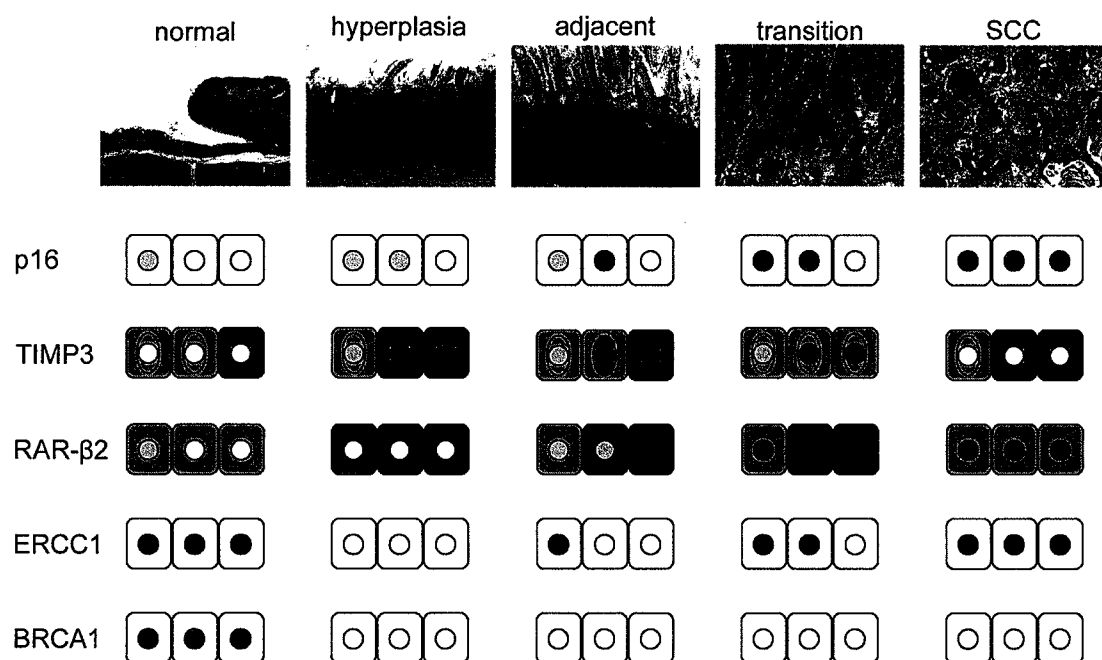 normal hyperplasia adjacent transition SCC
p16
TIMP3
RAR-β2
ERCC1
BRCA1